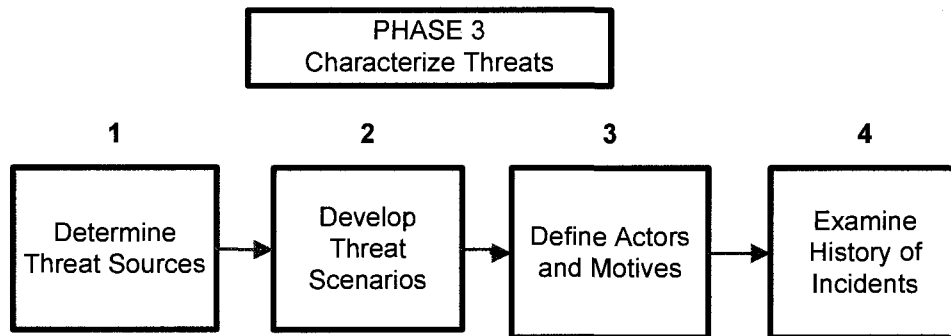 PHASE 3
Characterize Threats
1
2
3
4
Determine
Threat Sources
Develop
Threat
Scenarios
Define Actors
and Motives
Examine
History of
Incidents